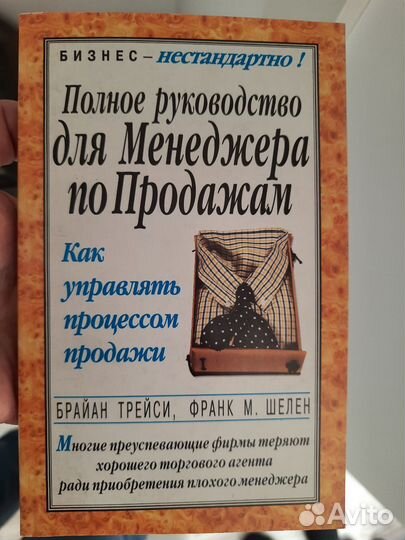 БИЗНЕС – нестандартно!
Полное руководство
для Менеджера
по Продажам
Как
управлять
процессом
продажи
БРАЙАН ТРЕЙСИ, ФРАНК М. ШЕЛЕН
Многие преуспевающие фирмы теряют
хорошего торгового агента
ради приобретения плохого менеджера
Avito